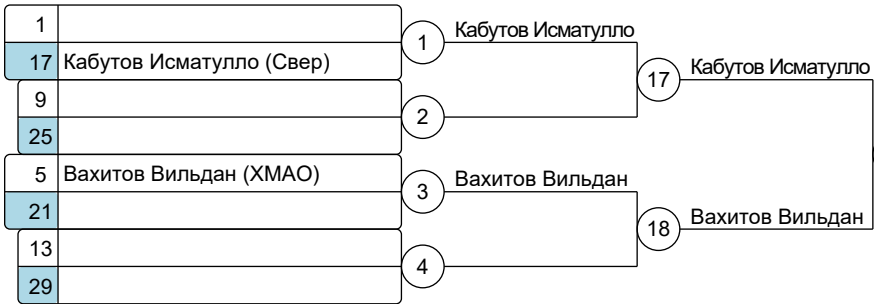 1
17 Кабутов Исматулло (Свер)
9
25
5 Вахитов Вильдан (ХМАО)
21
13
29
1 Кабутов Исматулло
2
3 Вахитов Вильдан
4
17 Кабутов Исматулло
18 Вахитов Вильдан